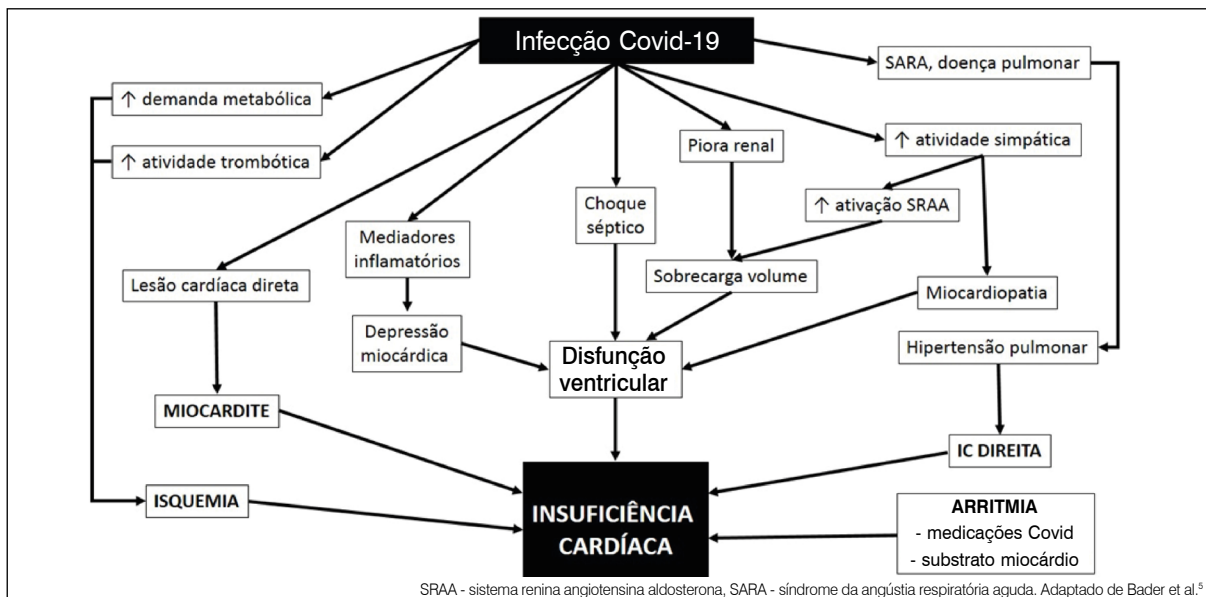 Infecção Covid-19
SARA, doença pulmonar
↑ demanda metabólica
↑ atividade trombótica
Piora renal
↑ atividade simpática
Choque
séptico
↑ ativação SRAA
Mediadores
inflamatórios
Lesão cardíaca direta
Sobrecarga volume
Miocardiopatia
Depressão
miocárdica
Disfunção
ventricular
Hipertensão pulmonar
MIOCARDITE
IC DIREITA
ISQUEMIA
INSUFICIÊNCIA
CARDÍACA
ARRITMIA
- medicações Covid
- substrato miocárdio
SRAA - sistema renina angiotensina aldosterona, SARA - síndrome da angústia respiratória aguda. Adaptado de Bader et al.⁵